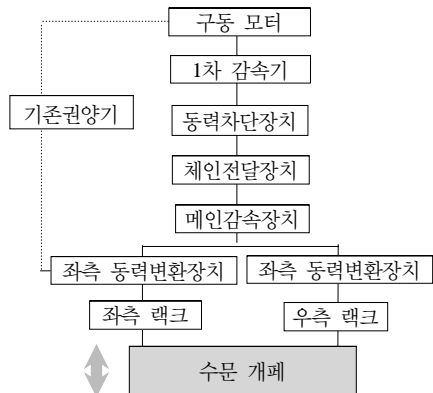 구동 모터
1차 감속기
기존권양기
동력차단장치
체인전달장치
메인감속장치
좌측 동력변환장치
좌측 동력변환장치
좌측 랙크
우측 랙크
수문 개페